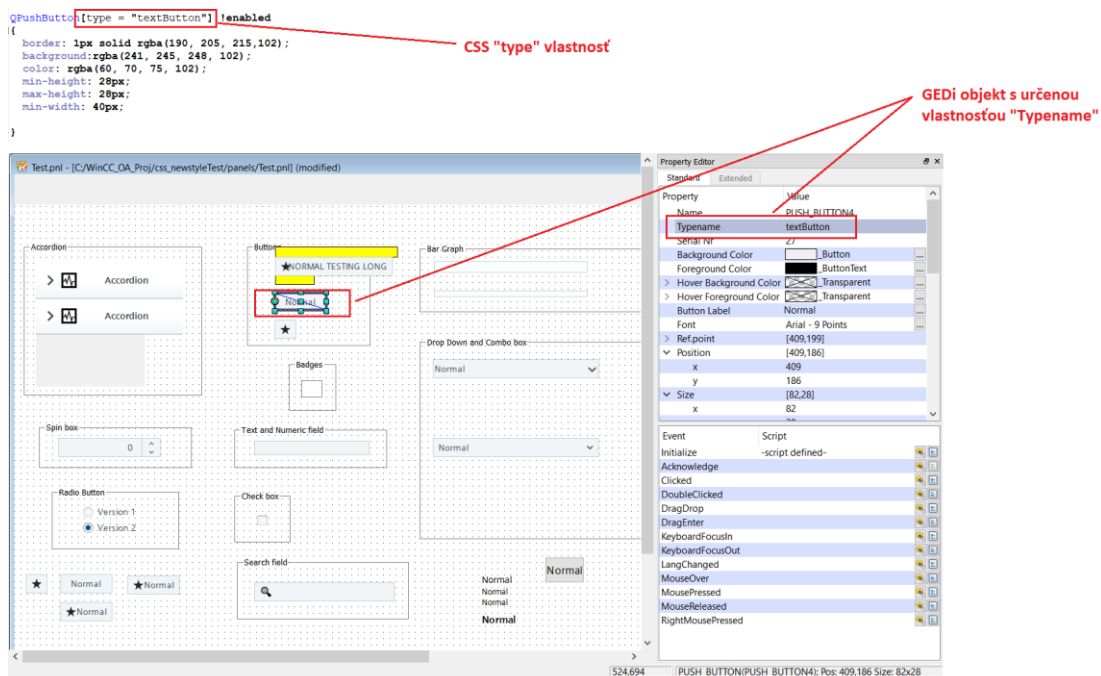 QPushButton[type = "textButton"] !enabled
{
border: 1px solid rgba(190, 205, 215,102);
background:rgba(241, 245, 248, 102);
color: rgba(60, 70, 75, 102);
min-height: 28px;
max-height: 28px;
min-width: 40px;
}
CSS "type" vlastnosť
GEDi objekt s určenou
vlastnosťou "Typename"
Test.pnl - [C:/WinCC_OA_Proj/css_newstyleTest/panels/Test.pnl] (modified)
Accordion
Accordion
Accordion
Buttons
NORMAL TESTING LONG
Normal
Bar Graph
Badges
Drop Down and Combo box
Normal
Normal
Spin box
0
Text and Numeric field
Radio Button
Version 1
Version 2
Check box
Search field
Normal
Normal
Normal
Normal
Normal
Normal
Normal
Normal
Property Editor
Standard Extended
Property Value
Name PUSH_BUTTON4
Typename textButton
Serial Nr 27
Background Color _Button ...
Foreground Color _ButtonText ...
Hover Background Color _Transparent ...
Hover Foreground Color _Transparent ...
Button Label Normal ...
Font Arial - 9 Points ...
Ref.point [409,199]
Position [409,186]
x 409
y 186
Size [82,28]
x 82
Event Script
Initialize -script defined-
Acknowledge
Clicked
DoubleClicked
DragDrop
DragEnter
KeyboardFocusIn
KeyboardFocusOut
LangChanged
MouseOver
MousePressed
MouseReleased
RightMousePressed
524,694 PUSH_BUTTON(PUSH_BUTTON4): Pos: 409,186 Size: 82x28